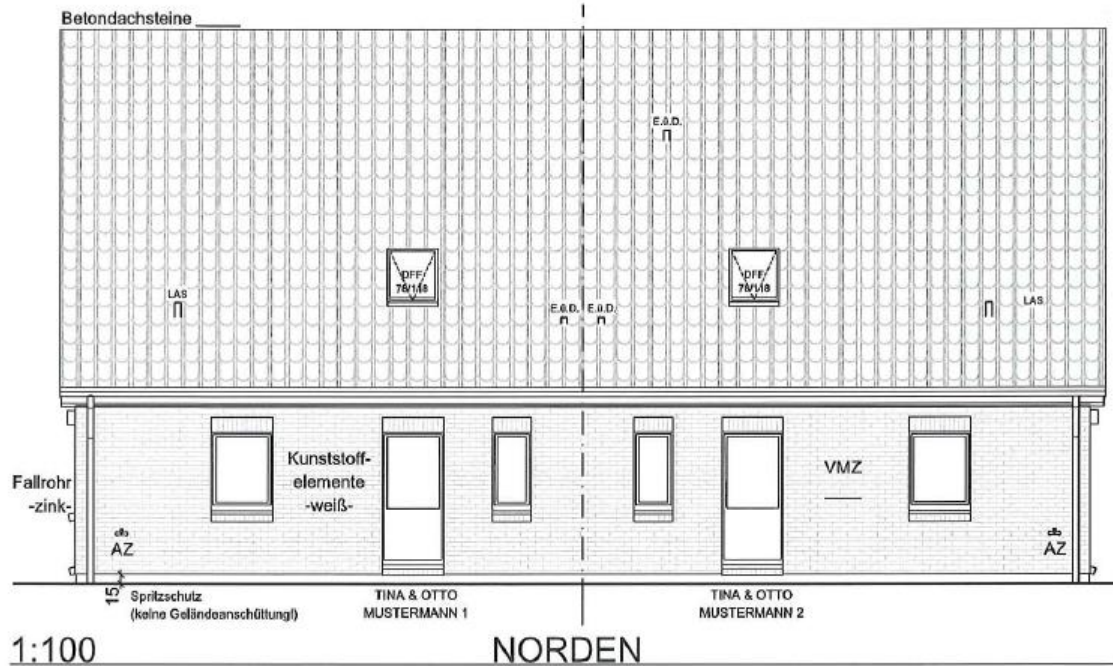 Betondachsteine
E.ö.D.
DFF
78/118
DFF
78/118
LAS
LAS
E.ö.D. E.ö.D.
Kunststoff-
elemente
-weiß-
VMZ
Fallrohr
-zink-
AZ
AZ
15
Spritzschutz
(keine Geländeanschüttung!)
TINA & OTTO
MUSTERMANN 1
TINA & OTTO
MUSTERMANN 2
1:100
NORDEN